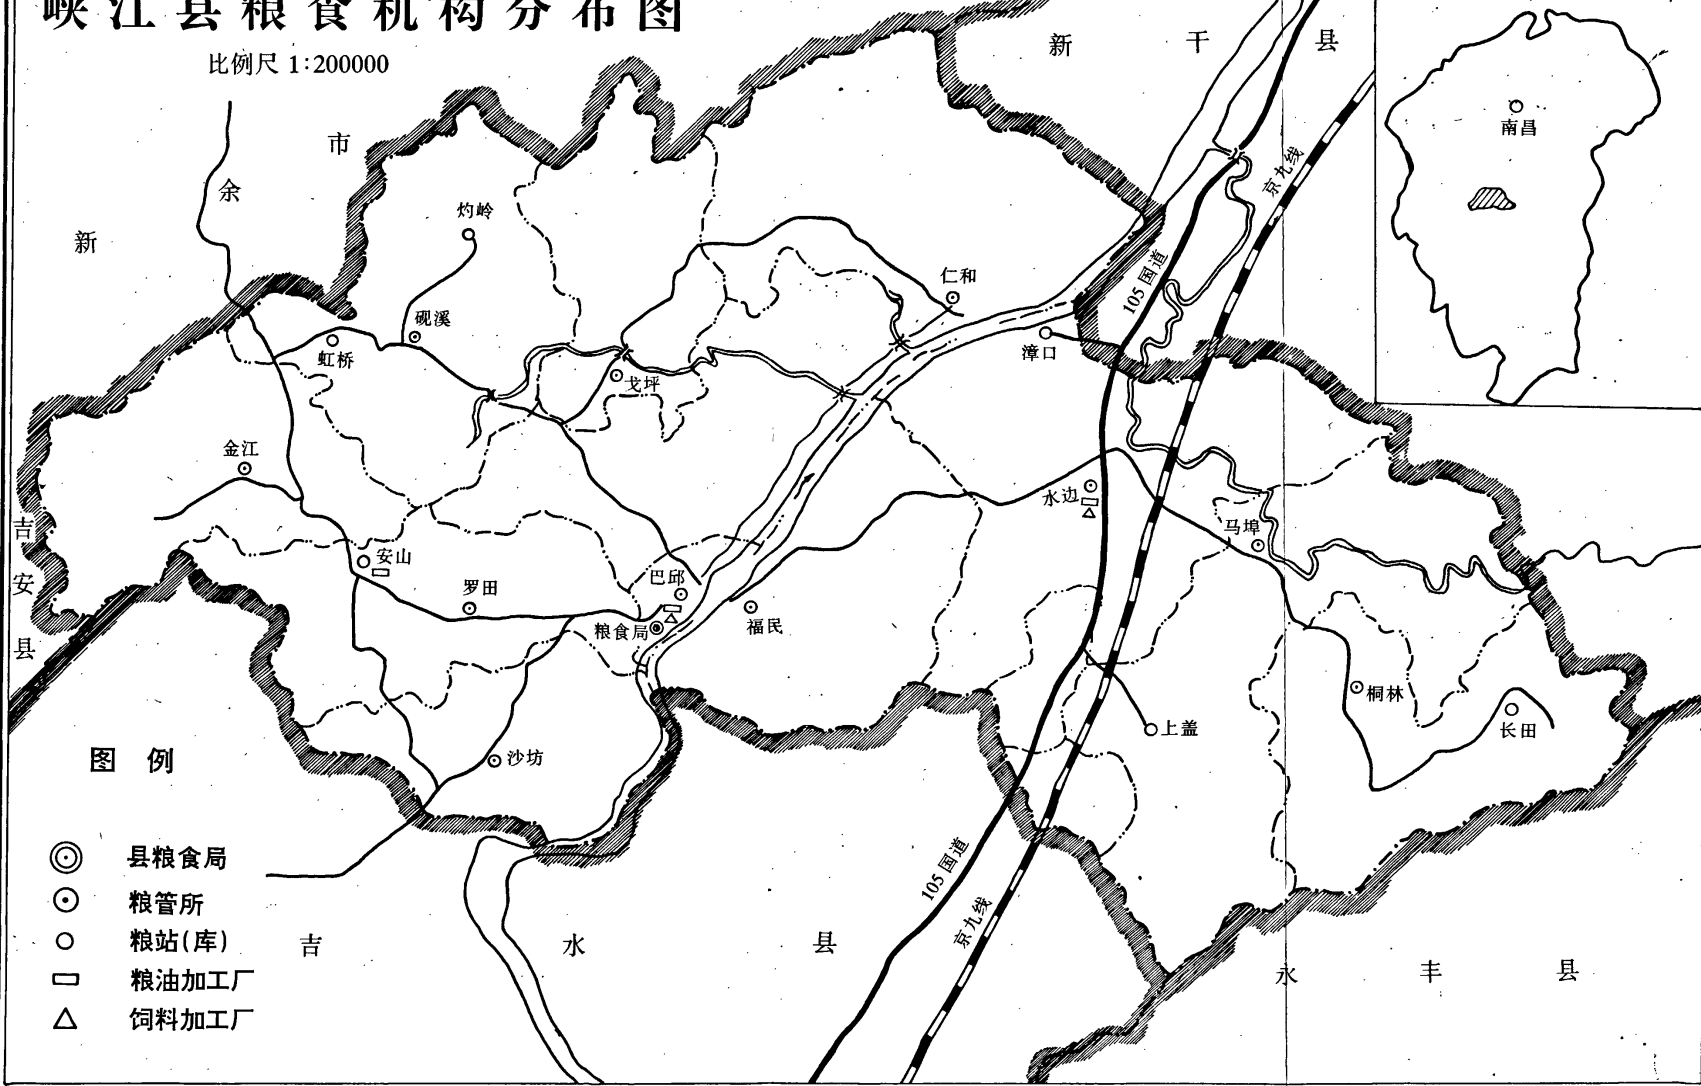 峡江县粮食机构分布图
比例尺 1:200000
新干县
市
余
新
南昌
京九线
灼岭
105国道
仁和
砚溪
虹桥
漳口
戈坪
金江
水边
马埠
吉安县
安山
巴邱
罗田
粮食局
福民
桐林
长田
上盖
沙坊
图例
105国道
京九线
县粮食局
粮管所
粮站(库)
粮油加工厂
饲料加工厂
吉水县
永丰县